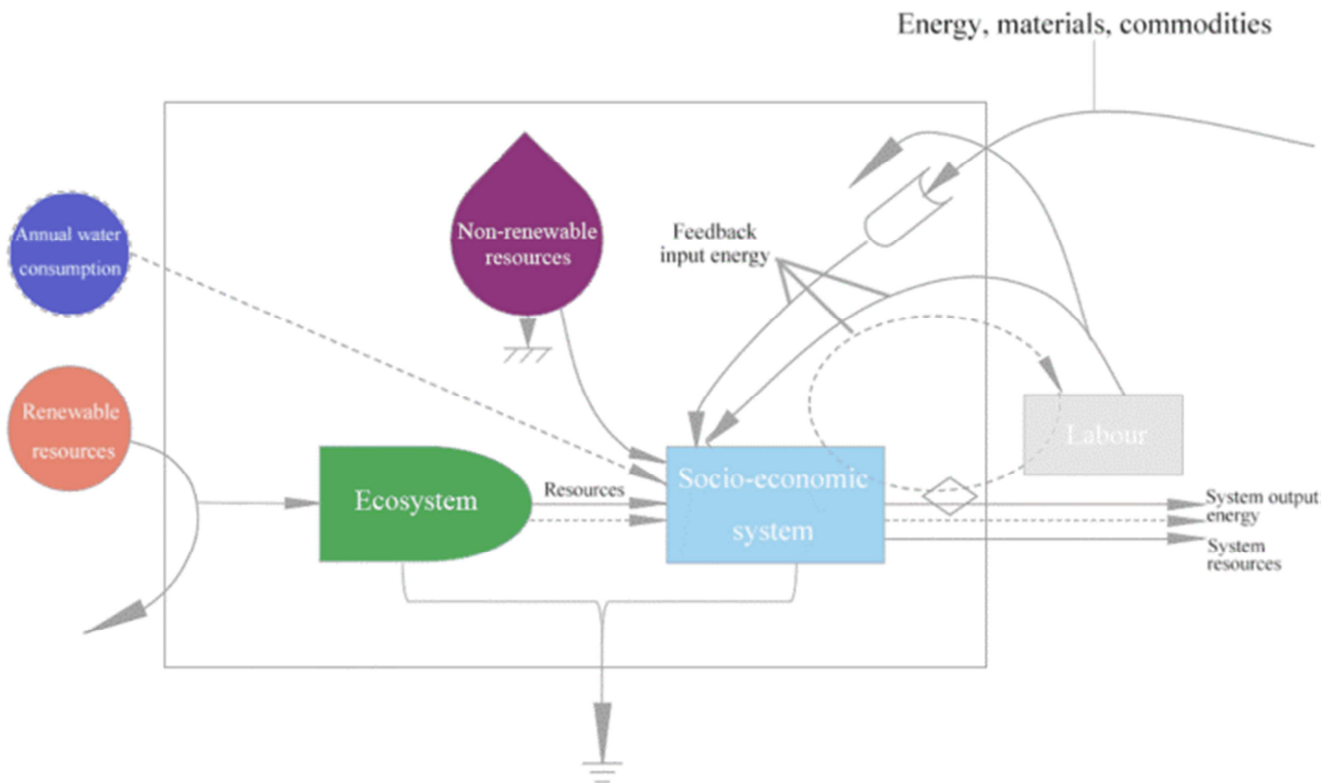 Energy, materials, commodities
Annual water
consumption
Non-renewable
resources
Feedback
input energy
Renewable
resources
Labour
Ecosystem
Resources
Socio-economic
system
System output
energy
System
resources